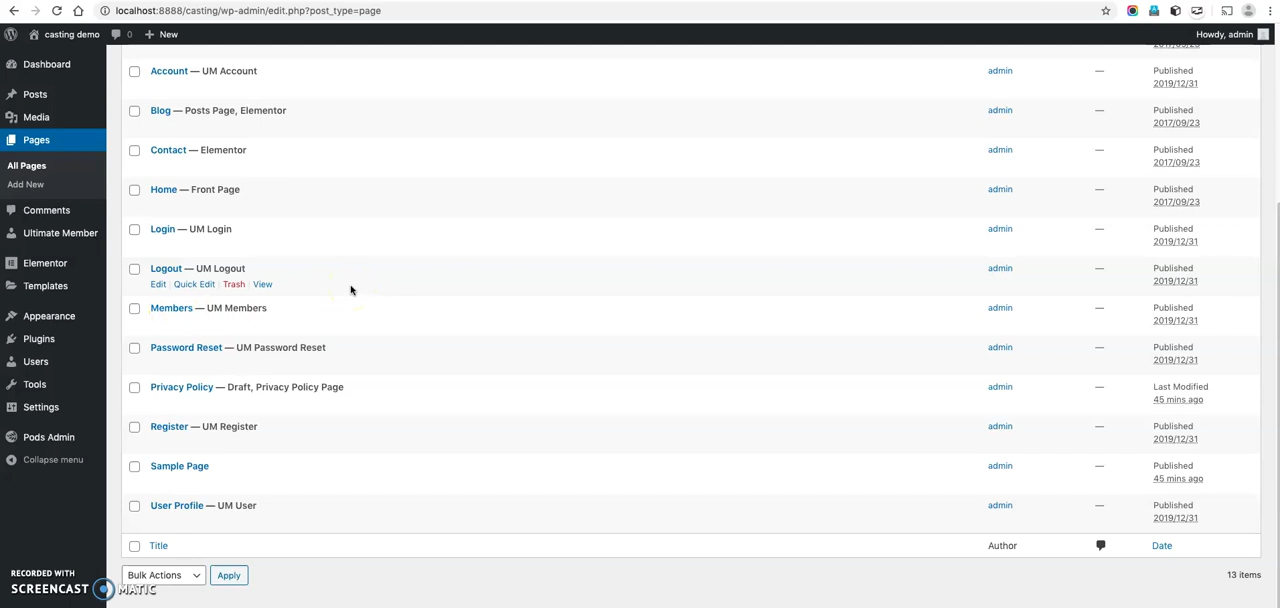 localhost:8888/casting/wp-admin/edit.php?post_type=page
casting demo
0
New
Howdy, admin
Dashboard
Posts
Media
Pages
All Pages
Add New
Comments
Ultimate Member
Elementor
Templates
Appearance
Plugins
Users
Tools
Settings
Pods Admin
Collapse menu
2017/09/23
Account — UM Account admin — Published
2019/12/31
Blog — Posts Page, Elementor admin — Published
2017/09/23
Contact — Elementor admin — Published
2017/09/23
Home — Front Page admin — Published
2017/09/23
Login — UM Login admin — Published
2019/12/31
Logout — UM Logout admin — Published
Edit | Quick Edit | Trash | View 2019/12/31
Members — UM Members admin — Published
2019/12/31
Password Reset — UM Password Reset admin — Published
2019/12/31
Privacy Policy — Draft, Privacy Policy Page admin — Last Modified
45 mins ago
Register — UM Register admin — Published
2019/12/31
Sample Page admin — Published
45 mins ago
User Profile — UM User admin — Published
2019/12/31
Title Author Date
Bulk Actions Apply 13 items
RECORDED WITH
SCREENCAST MATIC